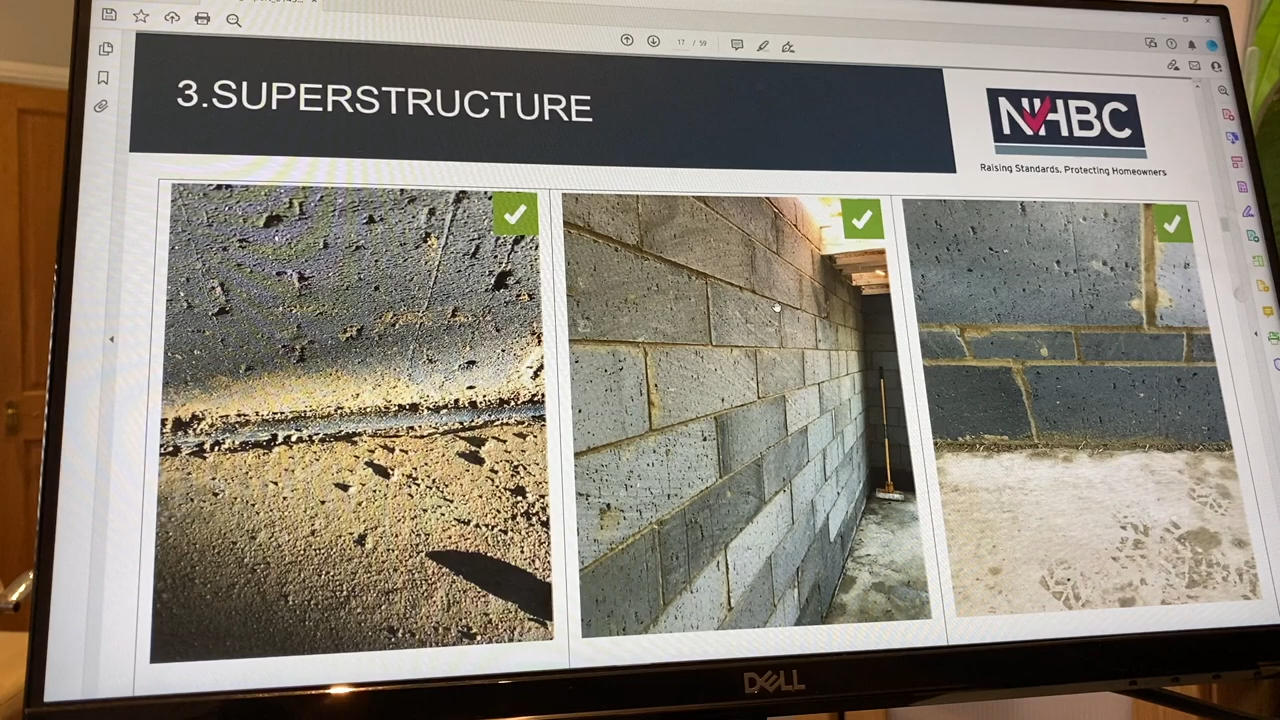 17 / 59
3.SUPERSTRUCTURE
NHBC
Raising Standards. Protecting Homeowners
DELL